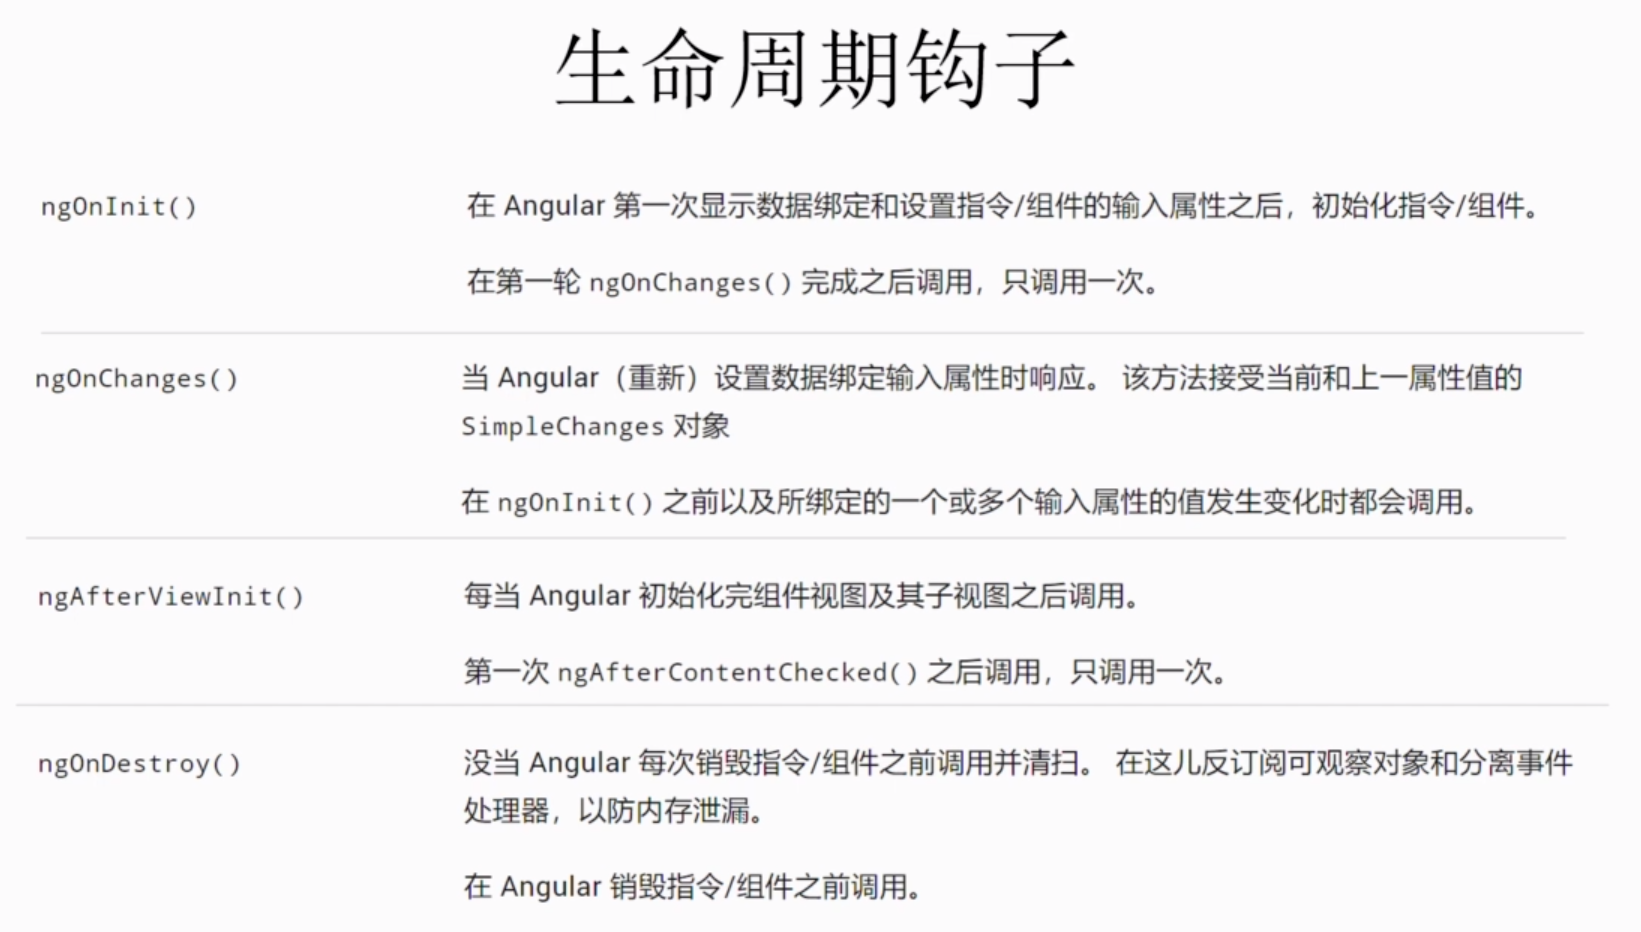 生命周期钩子
ngOnInit()
在 Angular 第一次显示数据绑定和设置指令/组件的输入属性之后，初始化指令/组件。
在第一轮 ngOnChanges() 完成之后调用，只调用一次。
ngOnChanges()
当 Angular（重新）设置数据绑定输入属性时响应。 该方法接受当前和上一属性值的
SimpleChanges 对象
在 ngOnInit() 之前以及所绑定的一个或多个输入属性的值发生变化时都会调用。
ngAfterViewInit()
每当 Angular 初始化完组件视图及其子视图之后调用。
第一次 ngAfterContentChecked() 之后调用，只调用一次。
ngOnDestroy()
没当 Angular 每次销毁指令/组件之前调用并清扫。 在这儿反订阅可观察对象和分离事件
处理器，以防内存泄漏。
在 Angular 销毁指令/组件之前调用。